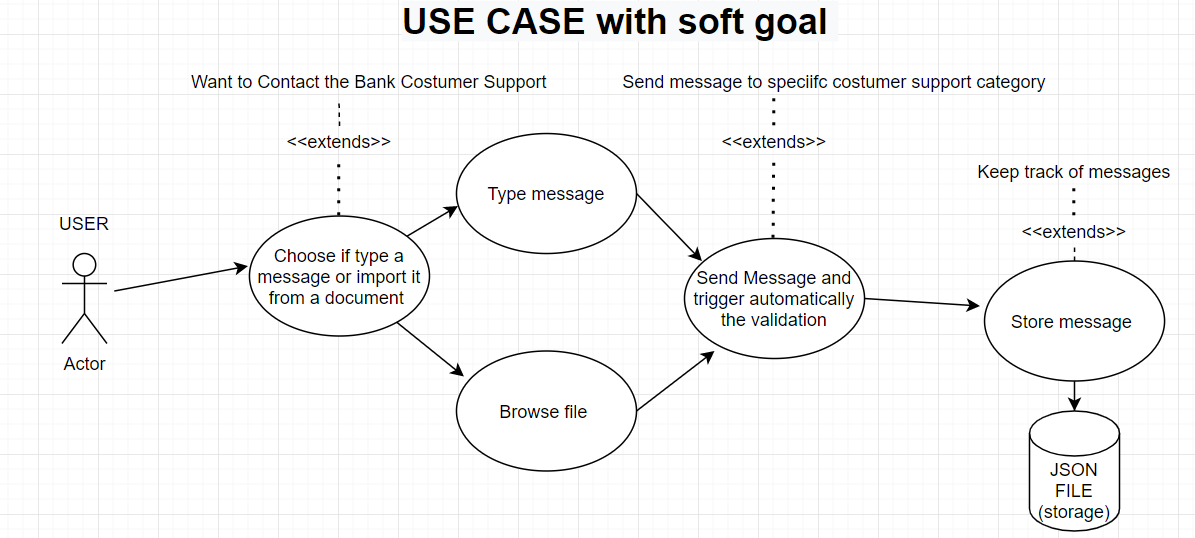 USE CASE with soft goal
Want to Contact the Bank Costumer Support
<<extends>>
Send message to speciifc costumer support category
<<extends>>
Keep track of messages
<<extends>>
USER
Actor
Choose if type a
message or import it
from a document
Type message
Browse file
Send Message and
trigger automatically
the validation
Store message
JSON
FILE
(storage)